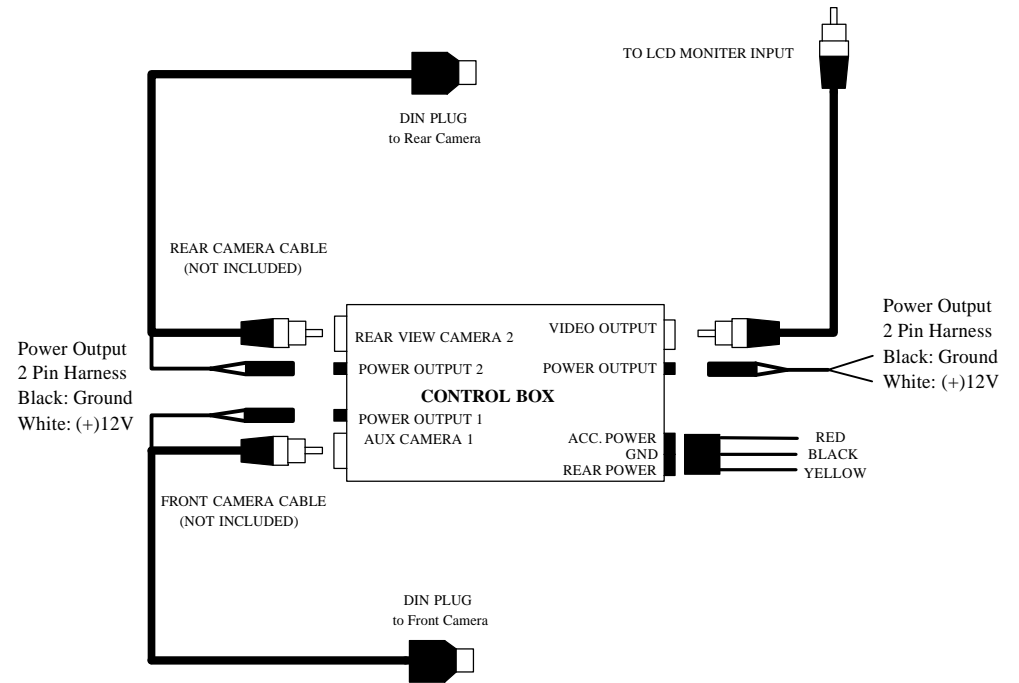 TO LCD MONITER INPUT
DIN PLUG
to Rear Camera
REAR CAMERA CABLE
(NOT INCLUDED)
Power Output
2 Pin Harness
Black: Ground
White: (+)12V
REAR VIEW CAMERA 2
POWER OUTPUT 2
VIDEO OUTPUT
POWER OUTPUT
CONTROL BOX
POWER OUTPUT 1
AUX CAMERA 1
ACC. POWER
GND
REAR POWER
Power Output
2 Pin Harness
Black: Ground
White: (+)12V
RED
BLACK
YELLOW
FRONT CAMERA CABLE
(NOT INCLUDED)
DIN PLUG
to Front Camera